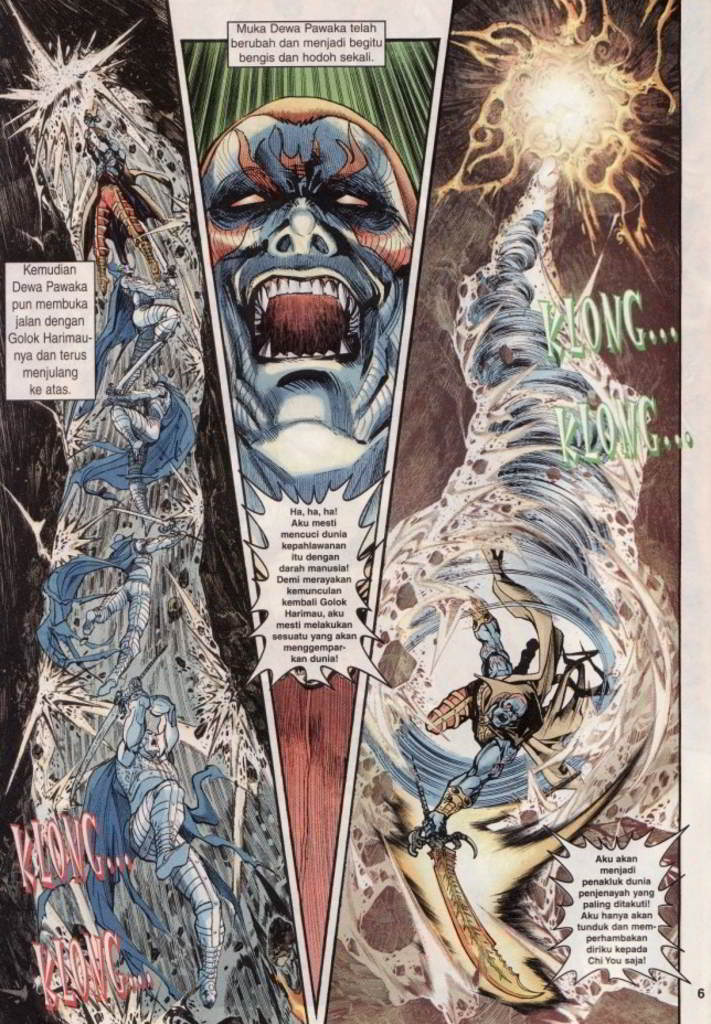 Kemudian
Dewa Pawaka
pun membuka
jalan dengan
Golok Harimau-
nya dan terus
menjulang
ke atas.
KLONG...
KLONG...
Muka Dewa Pawaka telah
berubah dan menjadi begitu
bengis dan hodoh sekali.
Ha, ha, ha!
Aku mesti
mencuci dunia
kepahlawanan
itu dengan
darah manusia!
Demi merayakan
kemunculan
kembali Golok
Harimau, aku
mesti melakukan
sesuatu yang akan
menggempar-
kan dunia!
KLONG...
KLONG...
Aku akan
menjadi
penakluk dunia
penjenayah yang
paling ditakuti!
Aku hanya akan
tunduk dan mem-
perhambakan
diriku kepada
Chi You saja!
6